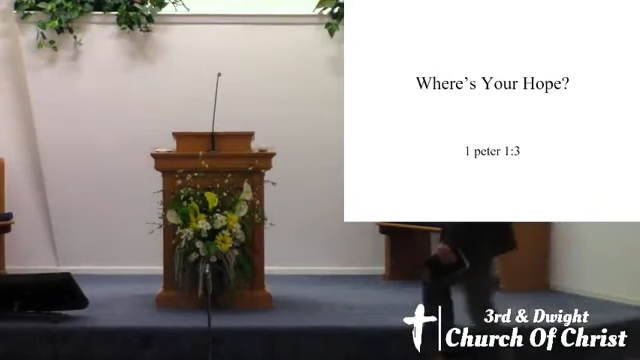 Where's Your Hope?
1 peter 1:3
3rd & Dwight
Church Of Christ